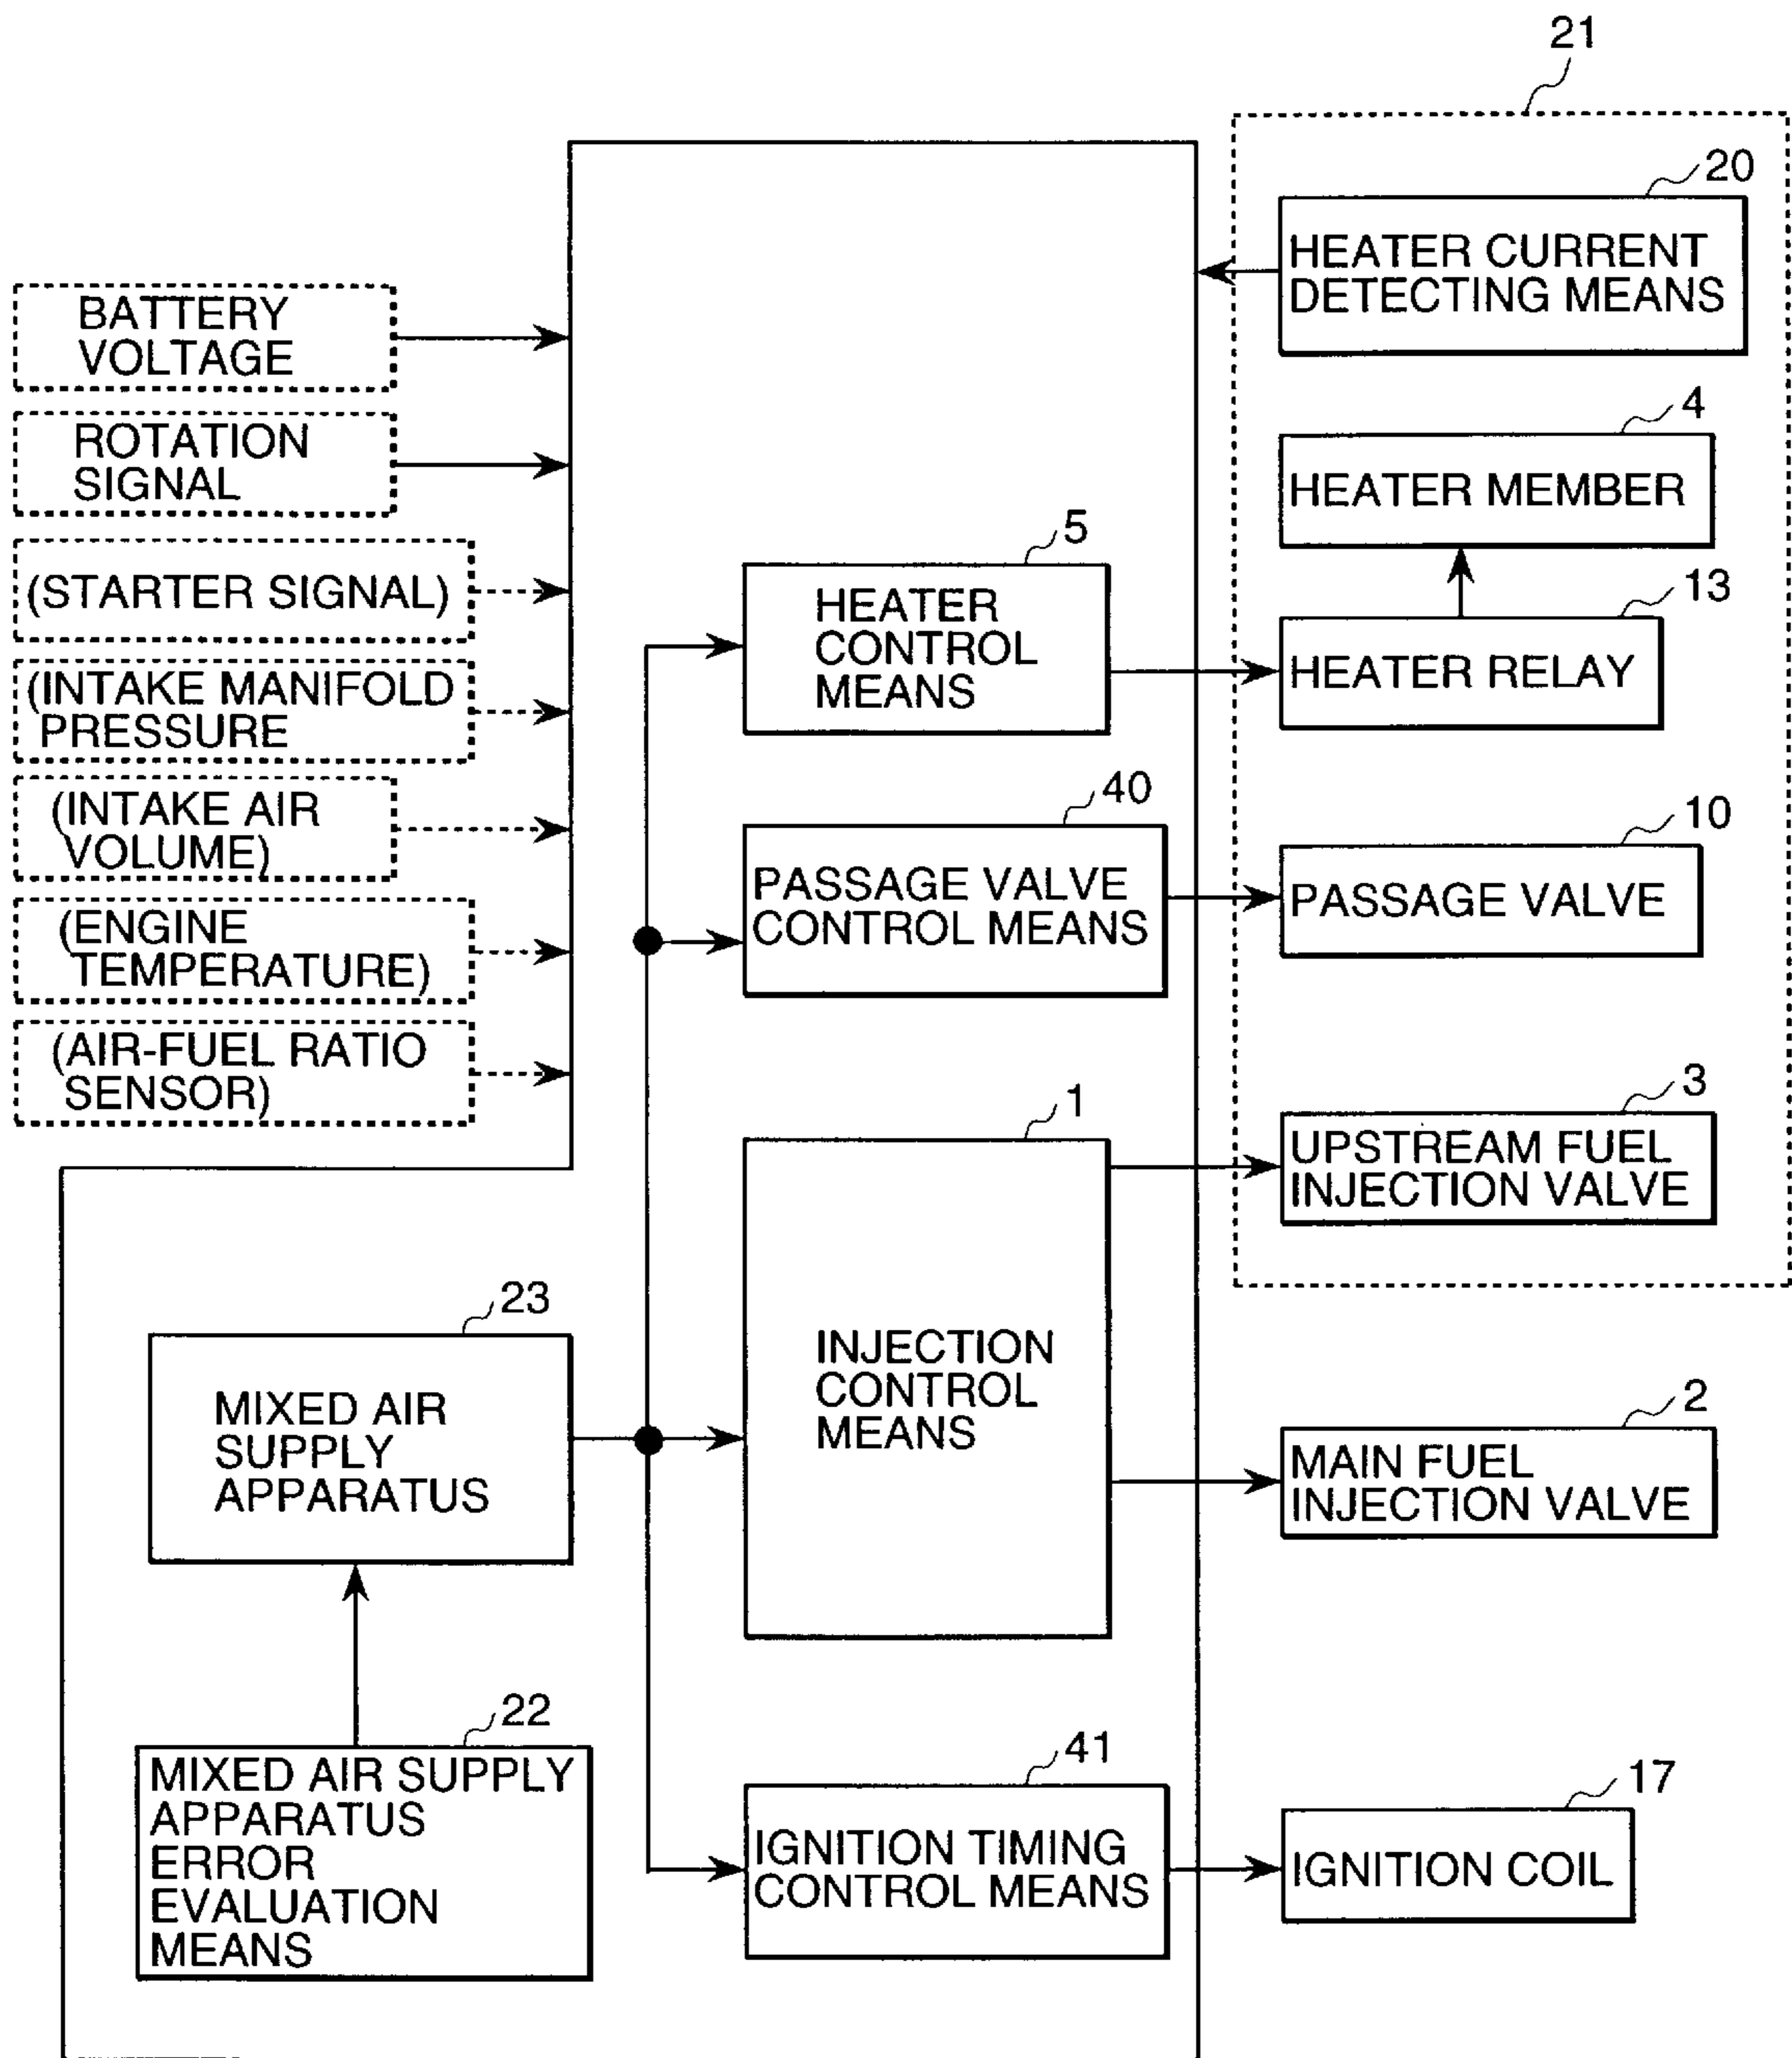 21
20
HEATER CURRENT
DETECTING MEANS
BATTERY
VOLTAGE
ROTATION
SIGNAL
(STARTER SIGNAL)
(INTAKE MANIFOLD
PRESSURE
(INTAKE AIR
VOLUME)
(ENGINE
TEMPERATURE)
(AIR-FUEL RATIO
SENSOR)
4
HEATER MEMBER
5
HEATER
CONTROL
MEANS
13
HEATER RELAY
40
PASSAGE VALVE
CONTROL MEANS
10
PASSAGE VALVE
1
INJECTION
CONTROL
MEANS
3
UPSTREAM FUEL
INJECTION VALVE
23
MIXED AIR
SUPPLY
APPARATUS
2
MAIN FUEL
INJECTION VALVE
22
MIXED AIR SUPPLY
APPARATUS
ERROR
EVALUATION
MEANS
41
IGNITION TIMING
CONTROL MEANS
17
IGNITION COIL